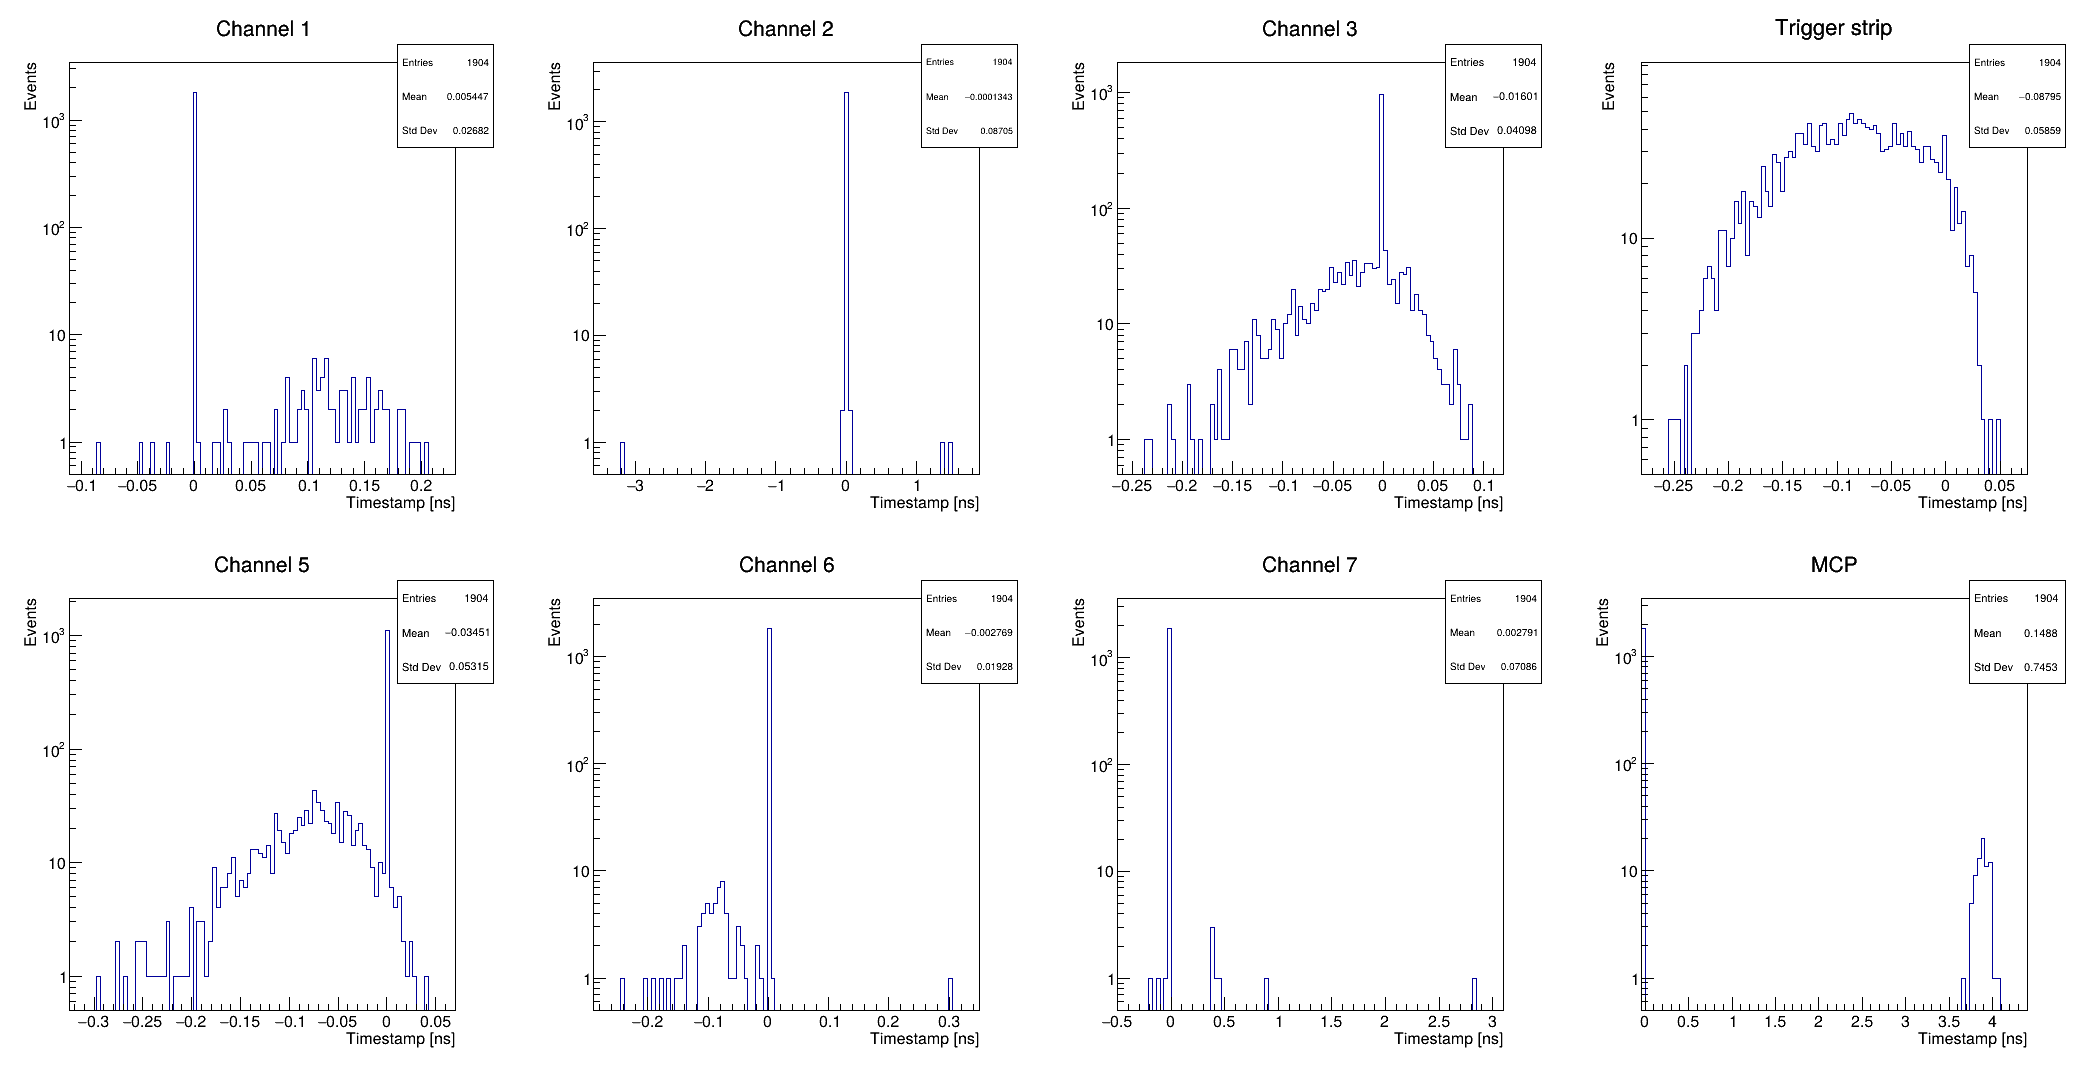 Channel 1
Events
Entries 1904
Mean 0.005447
Std Dev 0.02682
10³
10²
10
1
−0.1 −0.05 0 0.05 0.1 0.15 0.2
Timestamp [ns]
Channel 2
Events
Entries 1904
Mean −0.0001343
Std Dev 0.08705
10³
10²
10
1
−3 −2 −1 0 1
Timestamp [ns]
Channel 3
Events
Entries 1904
Mean −0.01601
Std Dev 0.04098
10³
10²
10
1
−0.25 −0.2 −0.15 −0.1 −0.05 0 0.05 0.1
Timestamp [ns]
Trigger strip
Events
Entries 1904
Mean −0.08795
Std Dev 0.05859
10
1
−0.25 −0.2 −0.15 −0.1 −0.05 0 0.05
Timestamp [ns]
Channel 5
Events
Entries 1904
Mean −0.03451
Std Dev 0.05315
10³
10²
10
1
−0.3 −0.25 −0.2 −0.15 −0.1 −0.05 0 0.05
Timestamp [ns]
Channel 6
Events
Entries 1904
Mean −0.002769
Std Dev 0.01928
10³
10²
10
1
−0.2 −0.1 0 0.1 0.2 0.3
Timestamp [ns]
Channel 7
Events
Entries 1904
Mean 0.002791
Std Dev 0.07086
10³
10²
10
1
−0.5 0 0.5 1 1.5 2 2.5 3
Timestamp [ns]
MCP
Events
Entries 1904
Mean 0.1488
Std Dev 0.7453
10³
10²
10
1
0 0.5 1 1.5 2 2.5 3 3.5 4
Timestamp [ns]